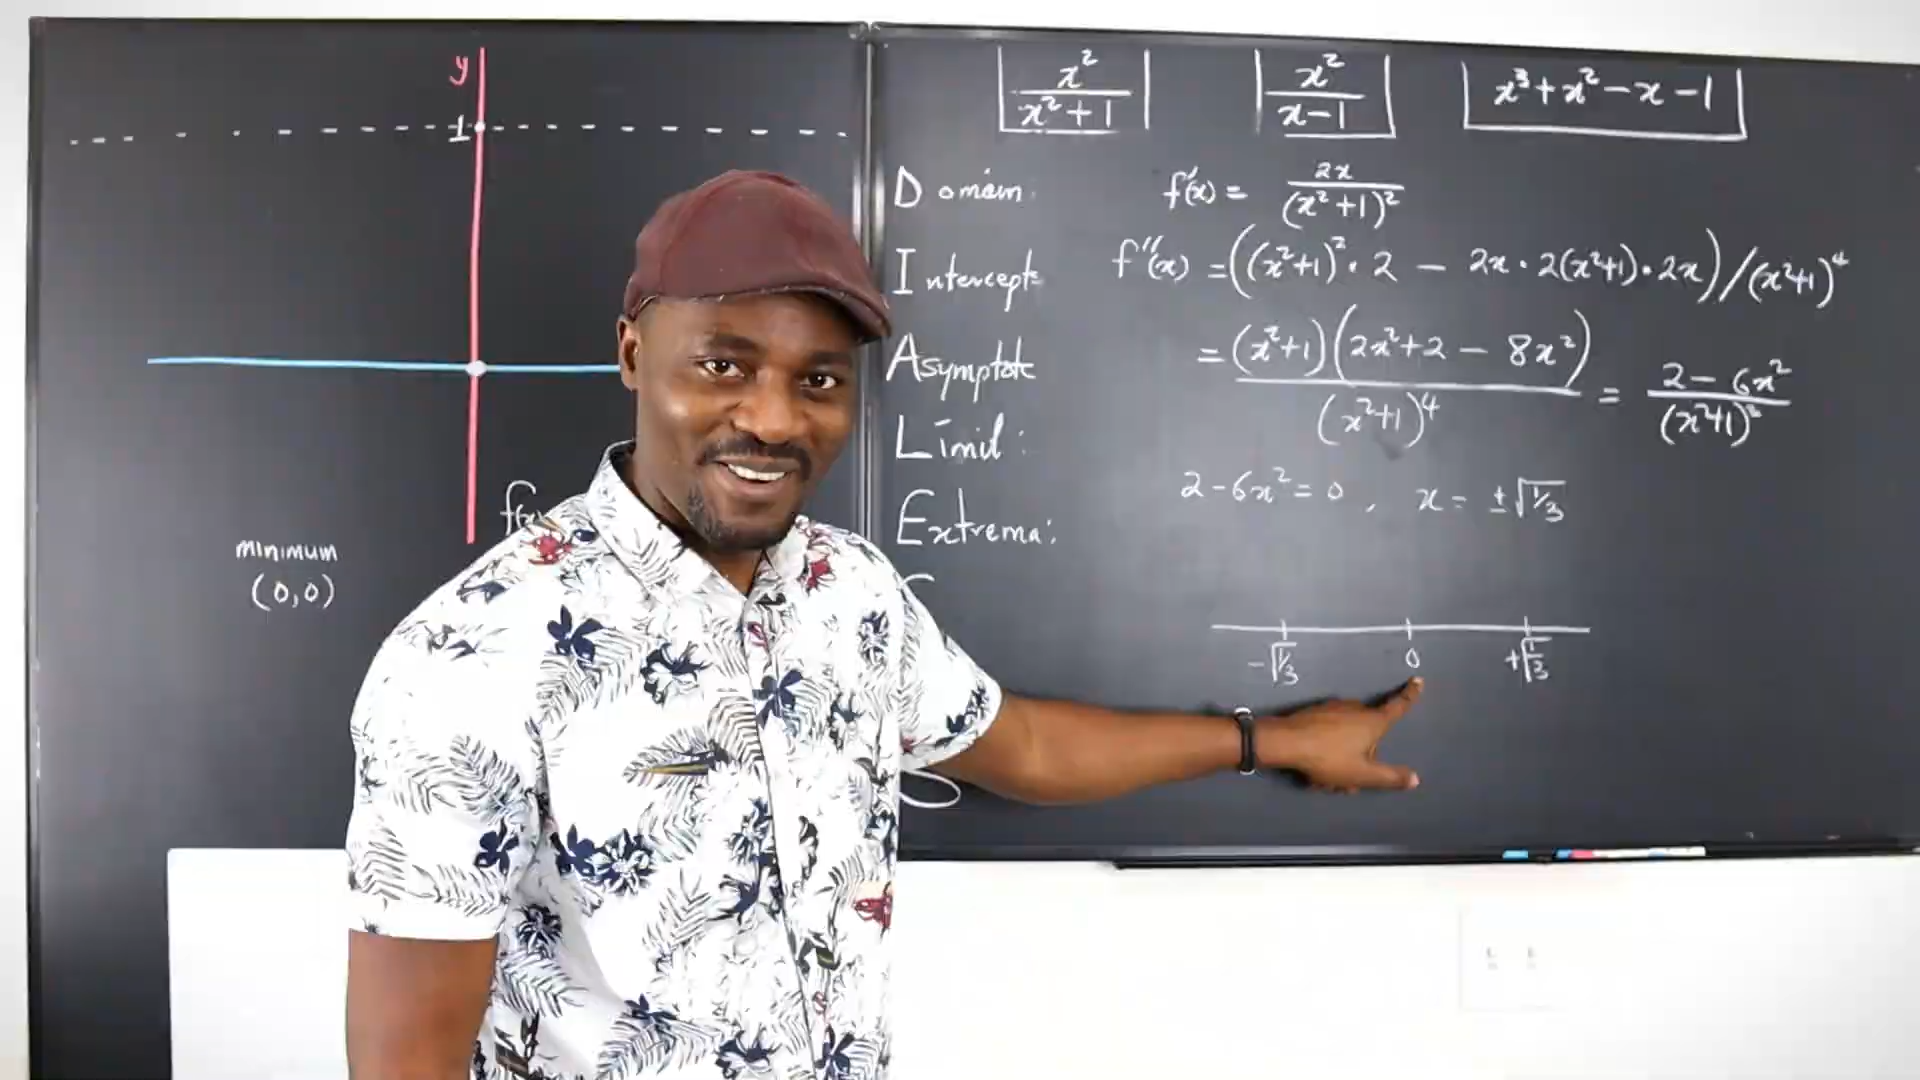 y
1
f(x
minimum
(0,0)
x²/(x²+1)
x²/(x-1)
x³+x²-x-1
Domain:
f'(x) = 2x/(x²+1)²
Intercept:
f''(x) = ((x²+1)²·2 - 2x·2(x²+1)·2x)/(x²+1)⁴
Asymptote
= (x²+1)(2x²+2-8x²)/(x²+1)⁴ = (2-6x²)/(x²+1)³
Limit:
2-6x²=0, x = ±√1/3
Extrema:
-√1/3 0 +√1/3